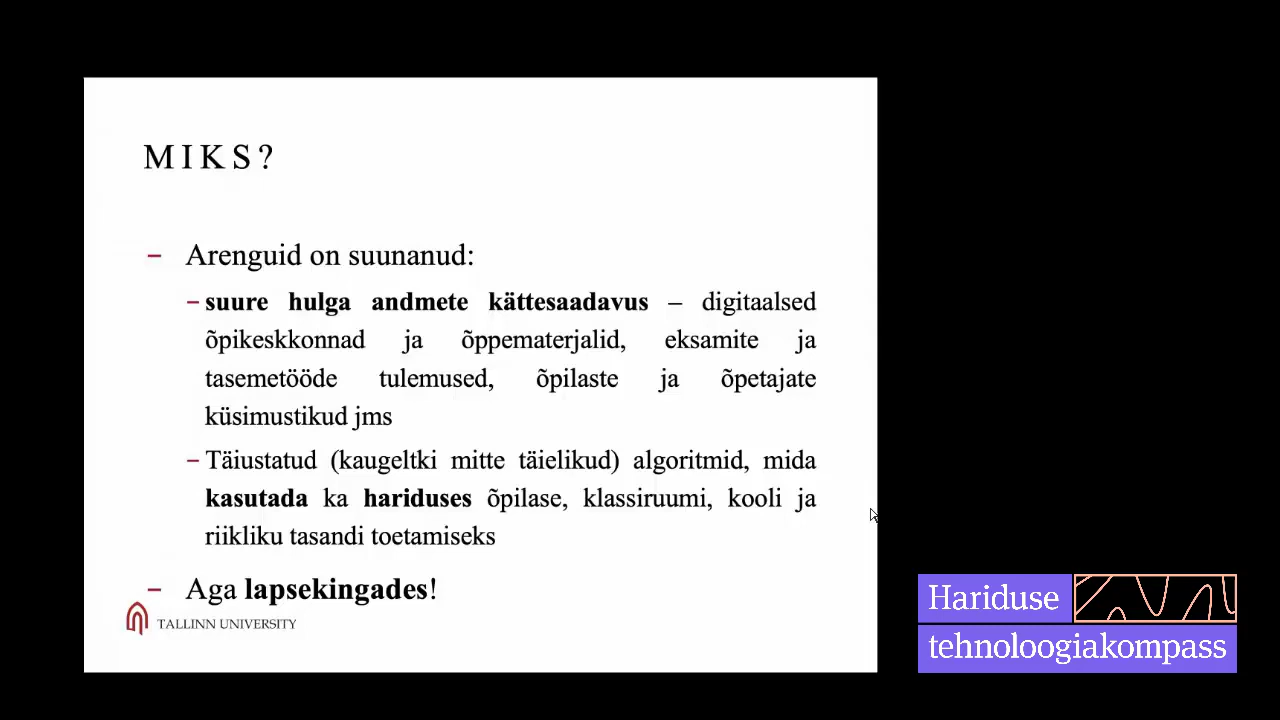 MIKS?
– Arenguid on suunanud:
– suure hulga andmete kättesaadavus – digitaalsed
õpikeskkonnad ja õppematerjalid, eksamite ja
tasemetööde tulemused, õpilaste ja õpetajate
küsimustikud jms
– Täiustatud (kaugeltki mitte täielikud) algoritmid, mida
kasutada ka hariduses õpilase, klassiruumi, kooli ja
riikliku tasandi toetamiseks
– Aga lapsekingades!
TALLINN UNIVERSITY
Hariduse
tehnoloogiakompass